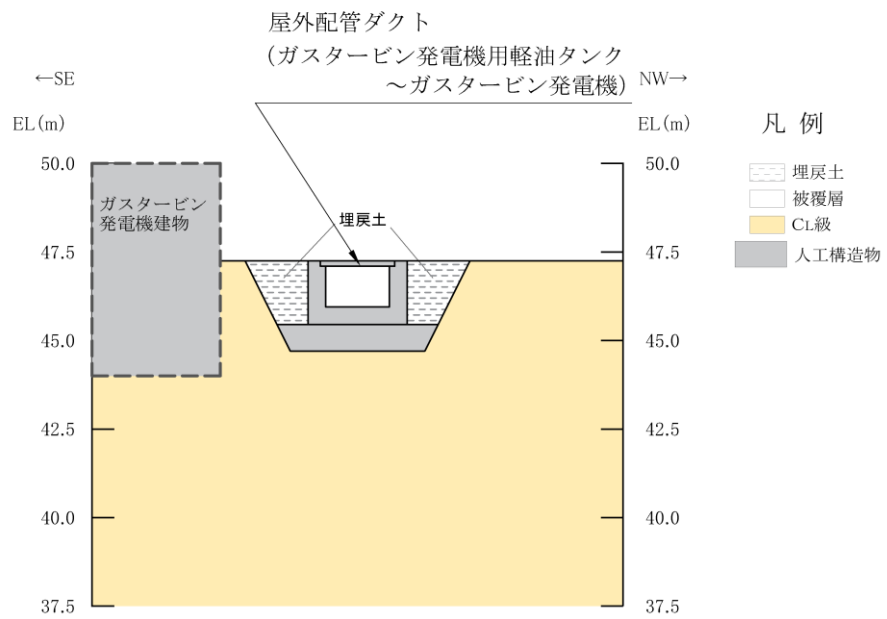 屋外配管ダクト
(ガスタービン発電機用軽油タンク
～ガスタービン発電機)
←SE
NW→
EL(m)
EL(m)
凡 例
50.0
50.0
埋戻土
被覆層
CL級
人工構造物
ガスタービン
発電機建物
埋戻土
47.5
47.5
45.0
45.0
42.5
42.5
40.0
40.0
37.5
37.5